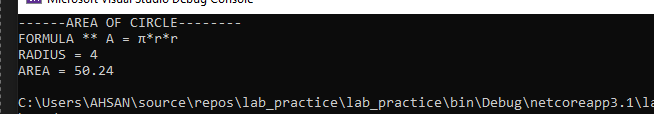 Microsoft Visual Studio Debug Console
------AREA OF CIRCLE--------
FORMULA ** A = π*r*r
RADIUS = 4
AREA = 50.24
C:\Users\AHSAN\source\repos\lab_practice\lab_practice\bin\Debug\netcoreapp3.1\la